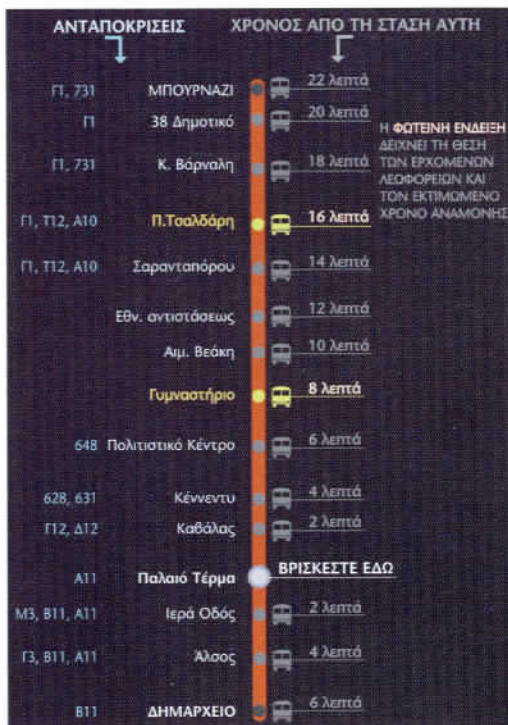 ΑΝΤΑΠΟΚΡΙΣΕΙΣ ΧΡΟΝΟΣ ΑΠΟ ΤΗ ΣΤΑΣΗ ΑΥΤΗ
Γ1, 731 ΜΠΟΥΡΝΑΖΙ 22 λεπτά
Γ1 38 Δημοτικό 20 λεπτά
Η ΦΩΤΕΙΝΗ ΕΝΔΕΙΞΗ
ΔΕΙΧΝΕΙ ΤΗ ΘΕΣΗ
ΤΩΝ ΕΡΧΟΜΕΝΩΝ
ΛΕΩΦΟΡΕΙΩΝ ΚΑΙ
ΤΟΝ ΕΚΤΙΜΩΜΕΝΟ
ΧΡΟΝΟ ΑΝΑΜΟΝΗΣ
Γ1, 731 Κ. Βάρναλη 18 λεπτά
Γ1, Τ12, Α10 Π.Τσαλδάρη 16 λεπτά
Γ1, Τ12, Α10 Σαρανταπόρου 14 λεπτά
Εθν. αντιστάσεως 12 λεπτά
Αιμ. Βεάκη 10 λεπτά
Γυμναστήριο 8 λεπτά
648 Πολιτιστικό Κέντρο 6 λεπτά
628, 631 Κέννεντυ 4 λεπτά
Γ12, Δ12 Καβάλας 2 λεπτά
Α11 Παλαιό Τέρμα ΒΡΙΣΚΕΣΤΕ ΕΔΩ
Μ3, Β11, Α11 Ιερά Οδός 2 λεπτά
Γ3, Β11, Α11 Άλσος 4 λεπτά
Β11 ΔΗΜΑΡΧΕΙΟ 6 λεπτά